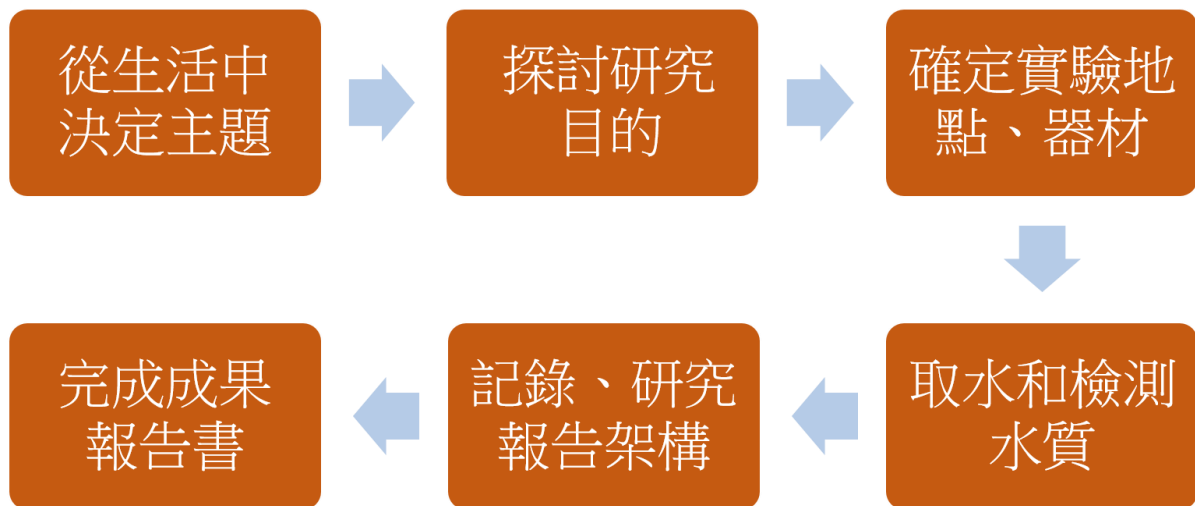 從生活中
決定主題
探討研究
目的
確定實驗地
點、器材
取水和檢測
水質
記錄、研究
報告架構
完成成果
報告書